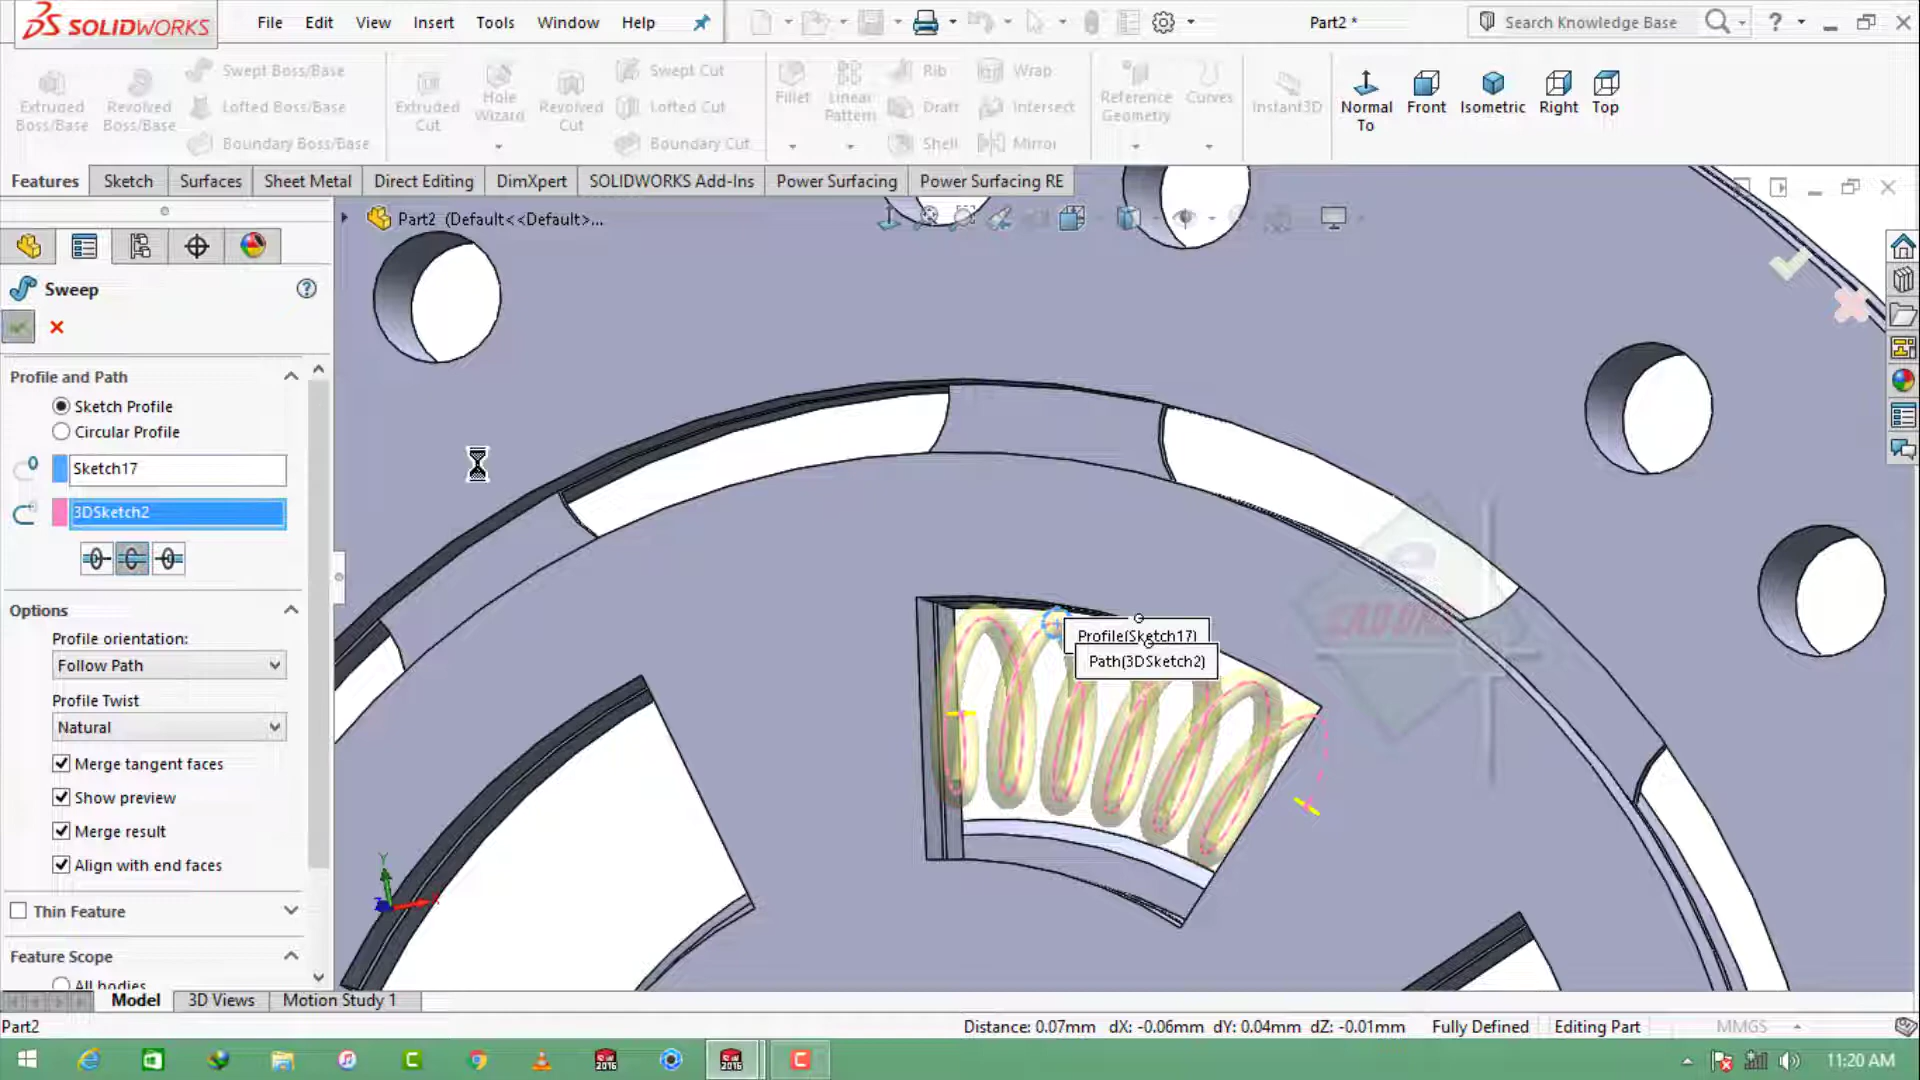 SOLIDWORKS
File Edit View Insert Tools Window Help
Part2 *
Search Knowledge Base
Extruded Boss/Base
Revolved Boss/Base
Swept Boss/Base
Lofted Boss/Base
Boundary Boss/Base
Extruded Cut
Hole Wizard
Revolved Cut
Swept Cut
Lofted Cut
Boundary Cut
Fillet
Linear Pattern
Rib
Draft
Shell
Wrap
Intersect
Mirror
Reference Geometry
Curves
Instant3D
Normal To
Front
Isometric
Right
Top
Features Sketch Surfaces Sheet Metal Direct Editing DimXpert SOLIDWORKS Add-Ins Power Surfacing Power Surfacing RE
Part2 (Default<<Default>...
Sweep
Profile and Path
Sketch Profile
Circular Profile
Sketch17
3DSketch2
Options
Profile orientation:
Follow Path
Profile Twist
Natural
Merge tangent faces
Show preview
Merge result
Align with end faces
Thin Feature
Feature Scope
All bodies
Profile(Sketch17)
Path(3DSketch2)
CAD ONE
Y
Model 3D Views Motion Study 1
Part2
Distance: 0.07mm dX: -0.06mm dY: 0.04mm dZ: -0.01mm Fully Defined Editing Part MMGS
2016
2016
11:20 AM